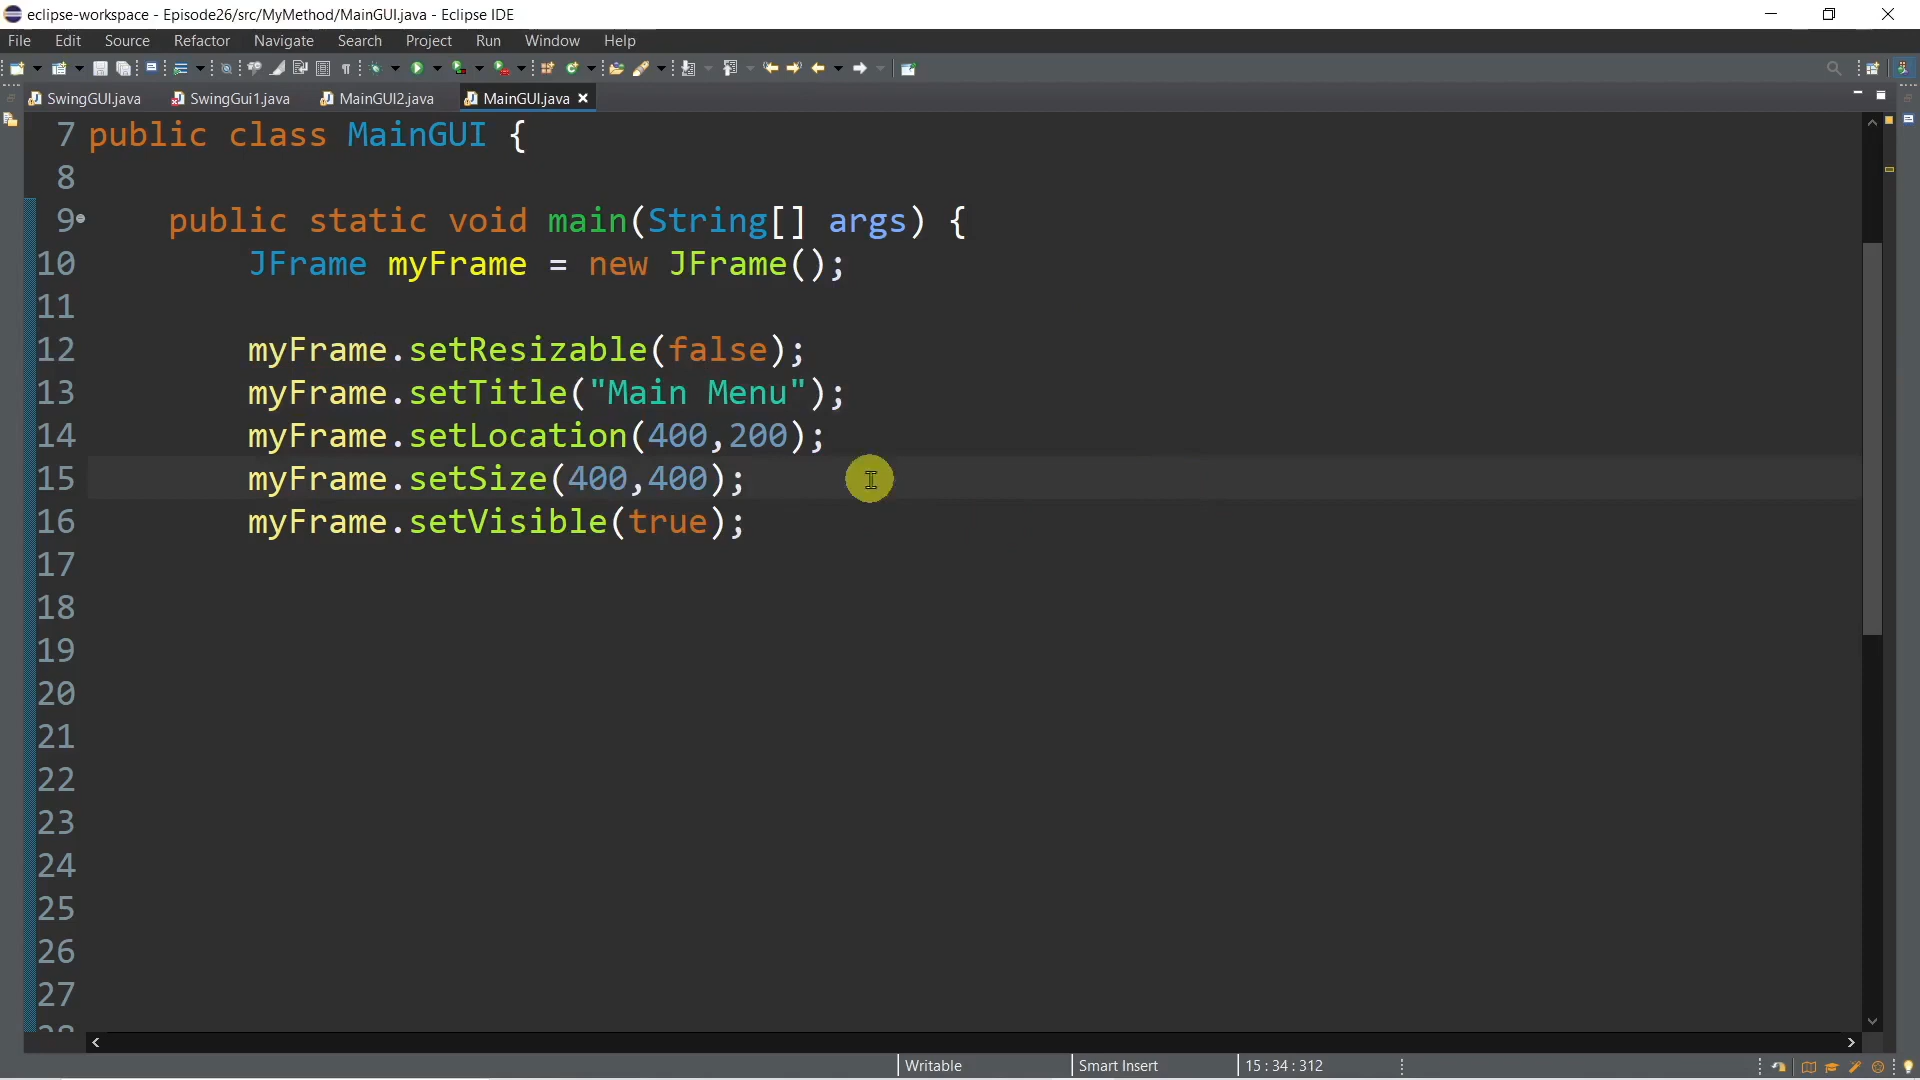 eclipse-workspace - Episode26/src/MyMethod/MainGUI.java - Eclipse IDE
File Edit Source Refactor Navigate Search Project Run Window Help
SwingGUI.java SwingGui1.java MainGUI2.java MainGUI.java
7 public class MainGUI {
8
9 public static void main(String[] args) {
10 JFrame myFrame = new JFrame();
11
12 myFrame.setResizable(false);
13 myFrame.setTitle("Main Menu");
14 myFrame.setLocation(400,200);
15 myFrame.setSize(400,400);
16 myFrame.setVisible(true);
17
18
19
20
21
22
23
24
25
26
27
28
Writable Smart Insert 15 : 34 : 312